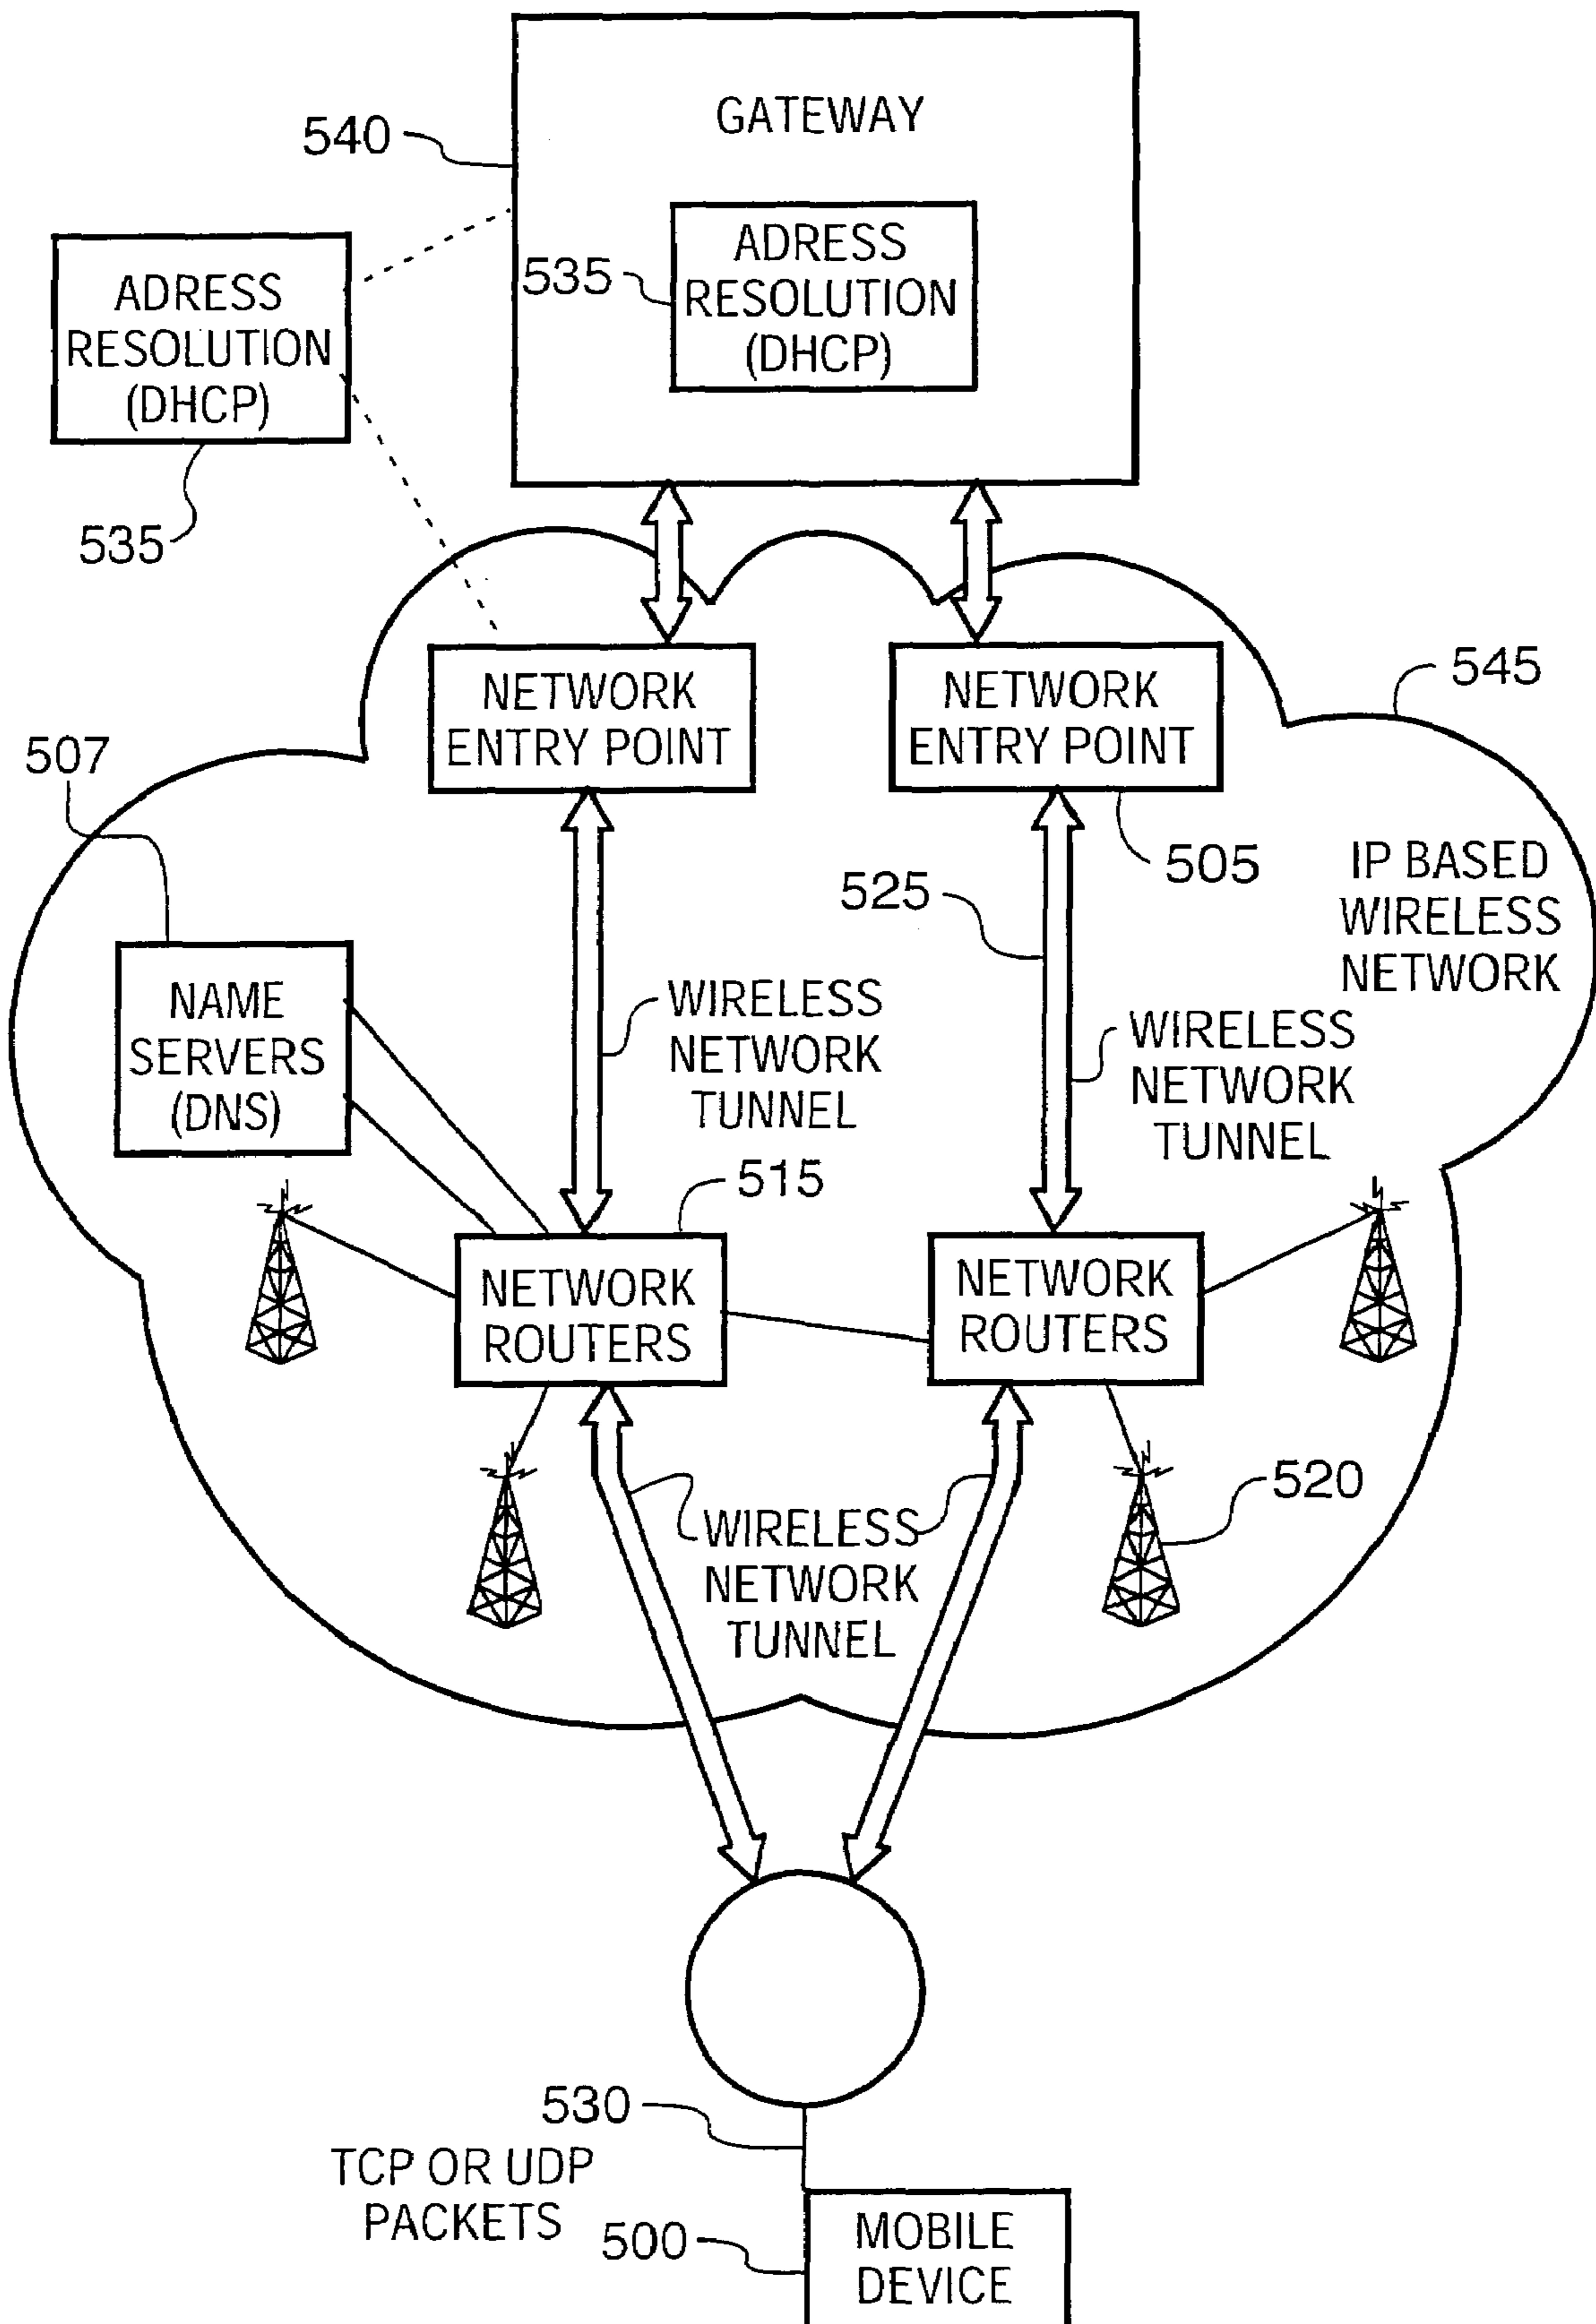 GATEWAY
540
ADRESS
RESOLUTION
(DHCP)
535
ADRESS
RESOLUTION
(DHCP)
535
NETWORK
ENTRY POINT
NETWORK
ENTRY POINT
545
507
505
525
IP BASED
WIRELESS
NETWORK
NAME
SERVERS
(DNS)
WIRELESS
NETWORK
TUNNEL
WIRELESS
NETWORK
TUNNEL
515
NETWORK
ROUTERS
NETWORK
ROUTERS
520
WIRELESS
NETWORK
TUNNEL
530
TCP OR UDP
PACKETS
500
MOBILE
DEVICE